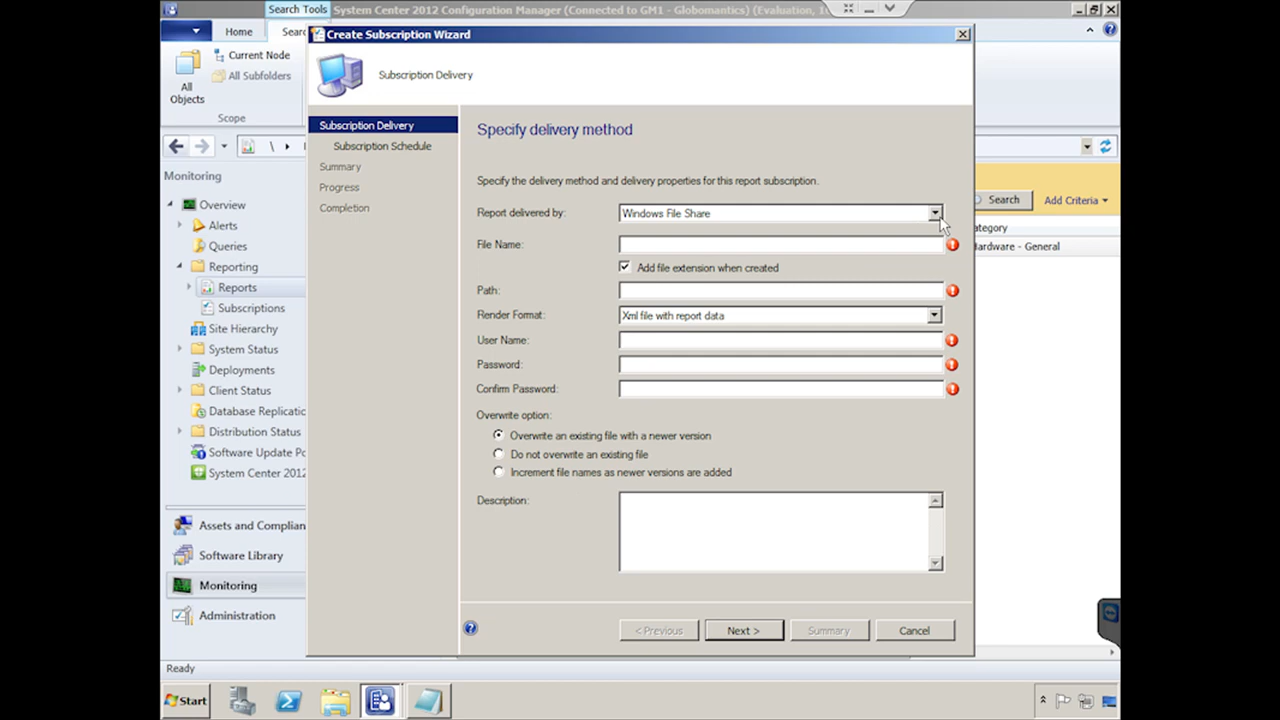 Search Tools System Center 2012 Configuration Manager (Connected to GM1 - Globomantics) (Evaluation, 1
Home Sear
Current Node
All Subfolders
All
Objects
Scope
\
Search
Add Criteria
ategory
Hardware - General
Monitoring
Overview
Alerts
Queries
Reporting
Reports
Subscriptions
Site Hierarchy
System Status
Deployments
Client Status
Database Replicatio
Distribution Status
Software Update Po
System Center 2012
Assets and Complian
Software Library
Monitoring
Administration
Ready
Start
Create Subscription Wizard
Subscription Delivery
Subscription Delivery
Subscription Schedule
Summary
Progress
Completion
Specify delivery method
Specify the delivery method and delivery properties for this report subscription.
Report delivered by: Windows File Share
File Name:
Add file extension when created
Path:
Render Format: Xml file with report data
User Name:
Password:
Confirm Password:
Overwrite option:
Overwrite an existing file with a newer version
Do not overwrite an existing file
Increment file names as newer versions are added
Description:
< Previous Next > Summary Cancel